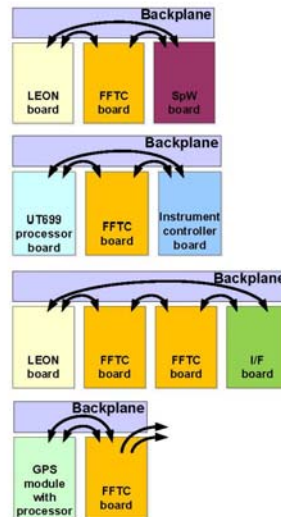 Backplane
LEON
board
FFTC
board
SpW
board
Backplane
UT699
processor
board
FFTC
board
Instrument
controller
board
Backplane
LEON
board
FFTC
board
FFTC
board
I/F
board
Backplane
GPS
module
with
processor
FFTC
board